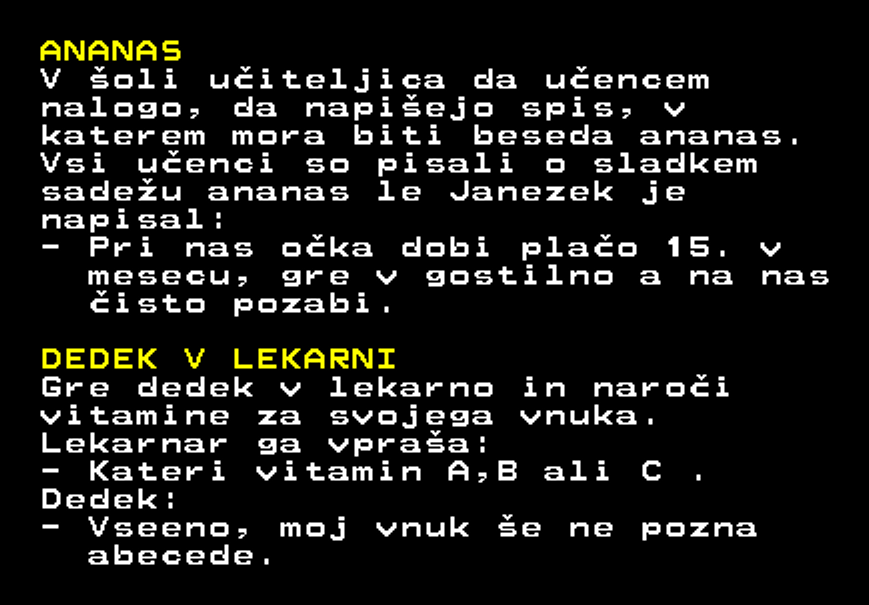 ANANAS
V šoli učiteljica da učencem
nalogo, da napišejo spis, v
katerem mora biti beseda ananas.
Vsi učenci so pisali o sladkem
sadežu ananas le Janezek je
napisal:
- Pri nas očka dobi plačo 15. v
mesecu, gre v gostilno a na nas
čisto pozabi.
DEDEK V LEKARNI
Gre dedek v lekarno in naroči
vitamine za svojega vnuka.
Lekarnar ga vpraša:
- Kateri vitamin A,B ali C .
Dedek:
- Vseeno, moj vnuk še ne pozna
abecede.